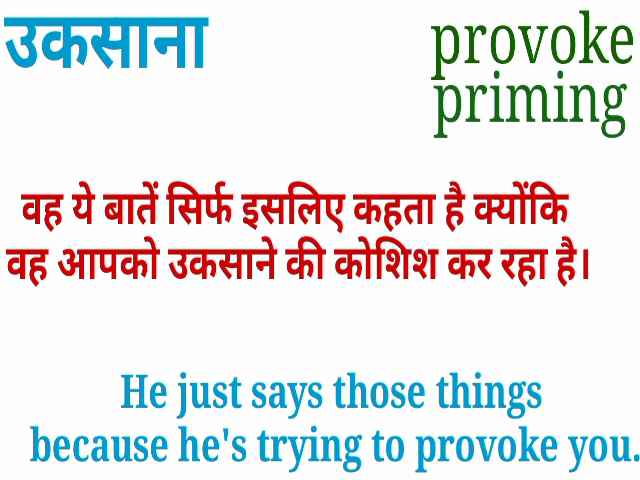 उकसाना
provoke
priming
वह ये बातें सिर्फ इसलिए कहता है क्योंकि
वह आपको उकसाने की कोशिश कर रहा है।
He just says those things
because he's trying to provoke you.